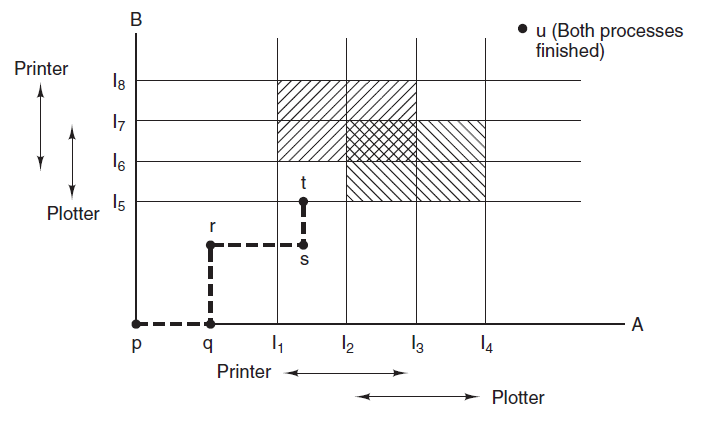 B
u (Both processes
finished)
Printer
I8
I7
I6
I5
Plotter
t
r
s
A
p q I1 I2 I3 I4
Printer
Plotter